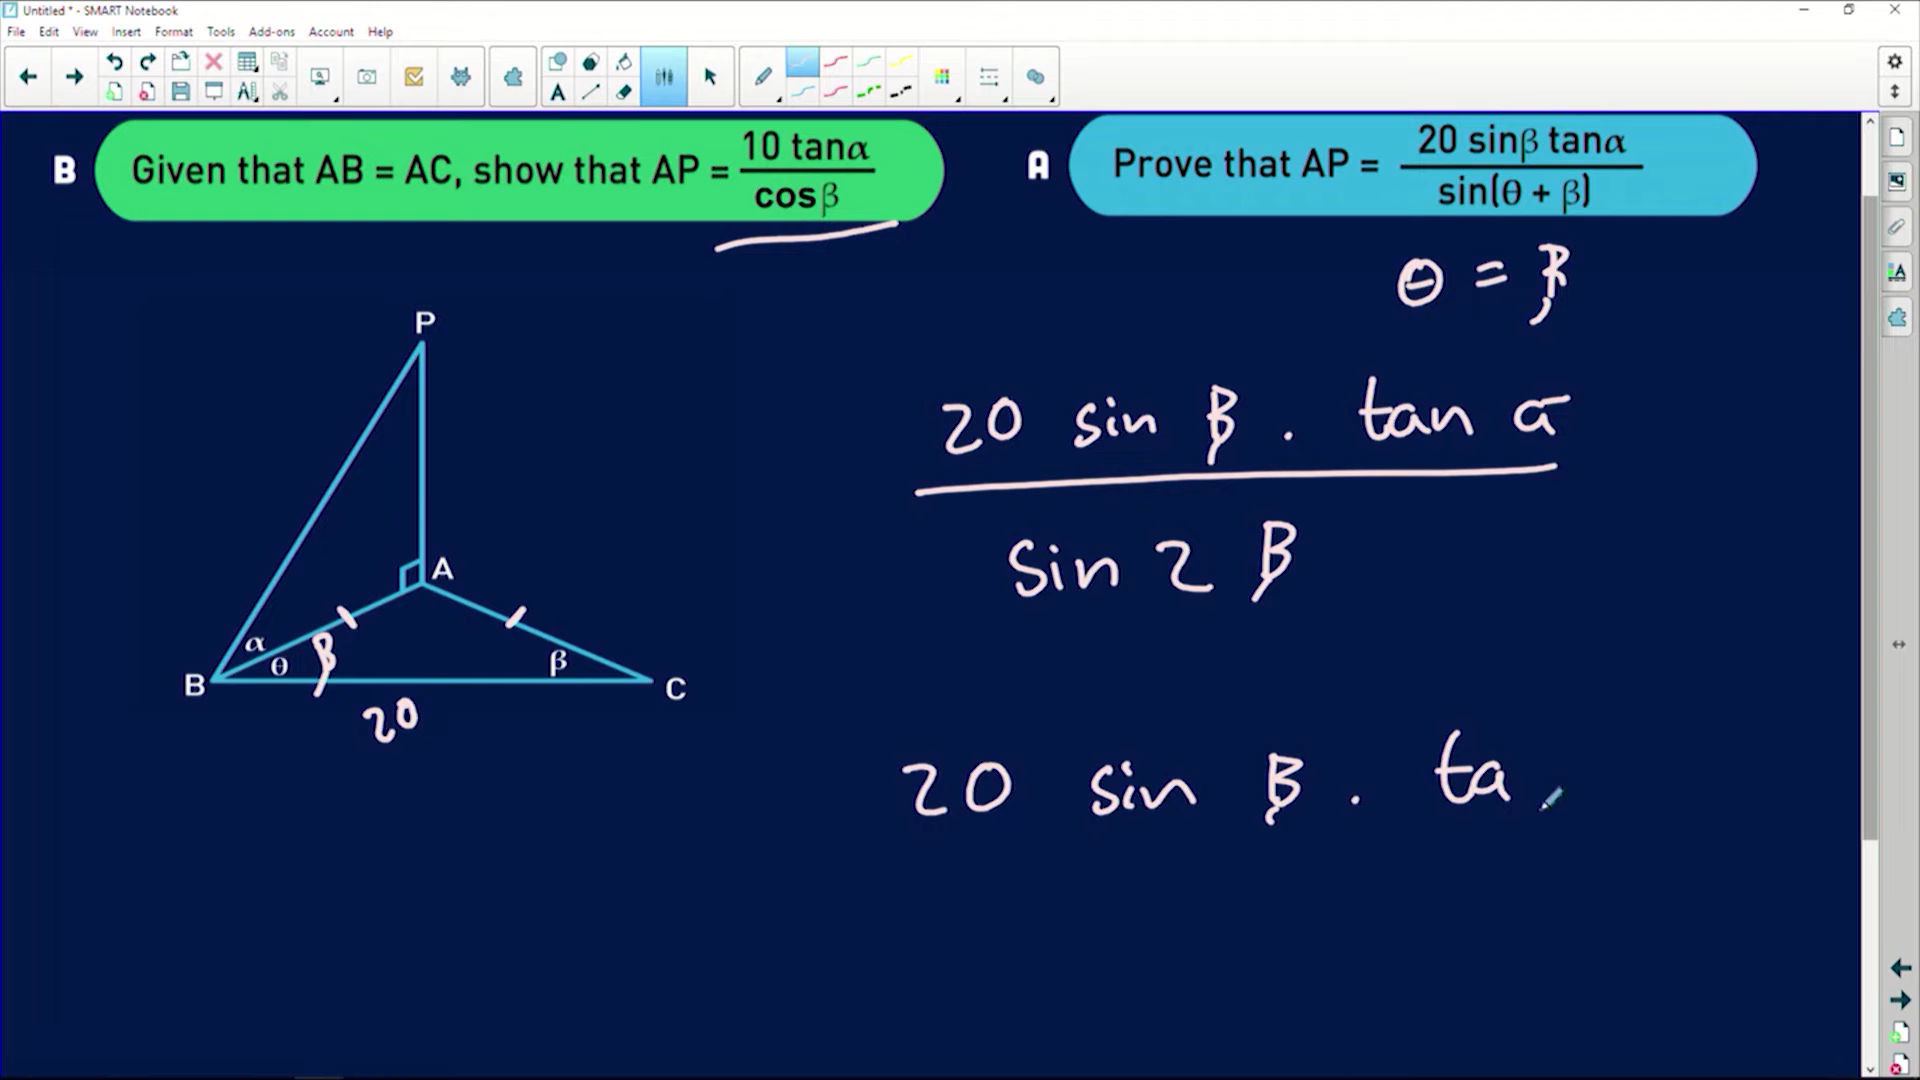 Untitled * - SMART Notebook
File Edit View Insert Format Tools Add-ons Account Help
B Given that AB = AC, show that AP = 10 tanα / cosβ
A Prove that AP = 20 sinβ tanα / sin(θ + β)
θ = β
20 sin β . tan α
sin 2 β
P
A
α
θ β
β
B
C
20
20 sin β . ta